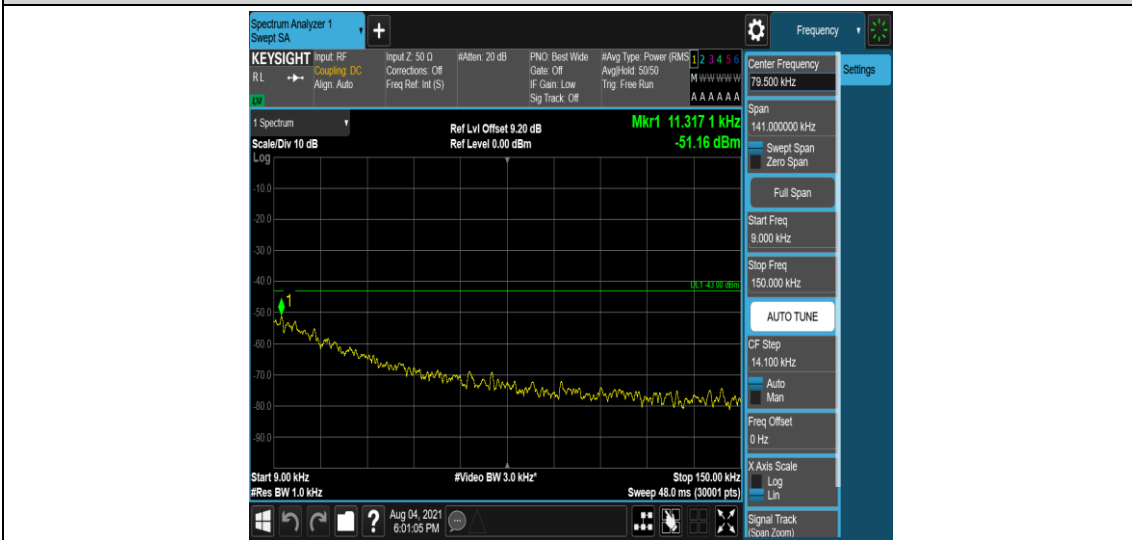 Spectrum Analyzer 1
Swept SA
+
Frequency
KEYSIGHT
RL
LXI
Input: RF
Coupling: DC
Align: Auto
Input Z: 50 Ω
Corrections: Off
Freq Ref: Int (S)
#Atten: 20 dB
PNO: Best Wide
Gate: Off
IF Gain: Low
Sig Track: Off
#Avg Type: Power (RMS
Avg|Hold: 50/50
Trig: Free Run
1 2 3 4 5 6
M W W W W W
A A A A A A
1 Spectrum
Scale/Div 10 dB
Log
Ref Lvl Offset 9.20 dB
Ref Level 0.00 dBm
Mkr1 11.317 1 kHz
-51.16 dBm
-10.0
-20.0
-30.0
-40.0
-50.0
-60.0
-70.0
-80.0
-90.0
DL1 -43.00 dBm
1
Start 9.00 kHz
#Res BW 1.0 kHz
#Video BW 3.0 kHz*
Stop 150.00 kHz
Sweep 48.0 ms (30001 pts)
?
Aug 04, 2021
6:01:05 PM
Center Frequency
79.500 kHz
Settings
Span
141.000000 kHz
Swept Span
Zero Span
Full Span
Start Freq
9.000 kHz
Stop Freq
150.000 kHz
AUTO TUNE
CF Step
14.100 kHz
Auto
Man
Freq Offset
0 Hz
X Axis Scale
Log
Lin
Signal Track
(Span Zoom)